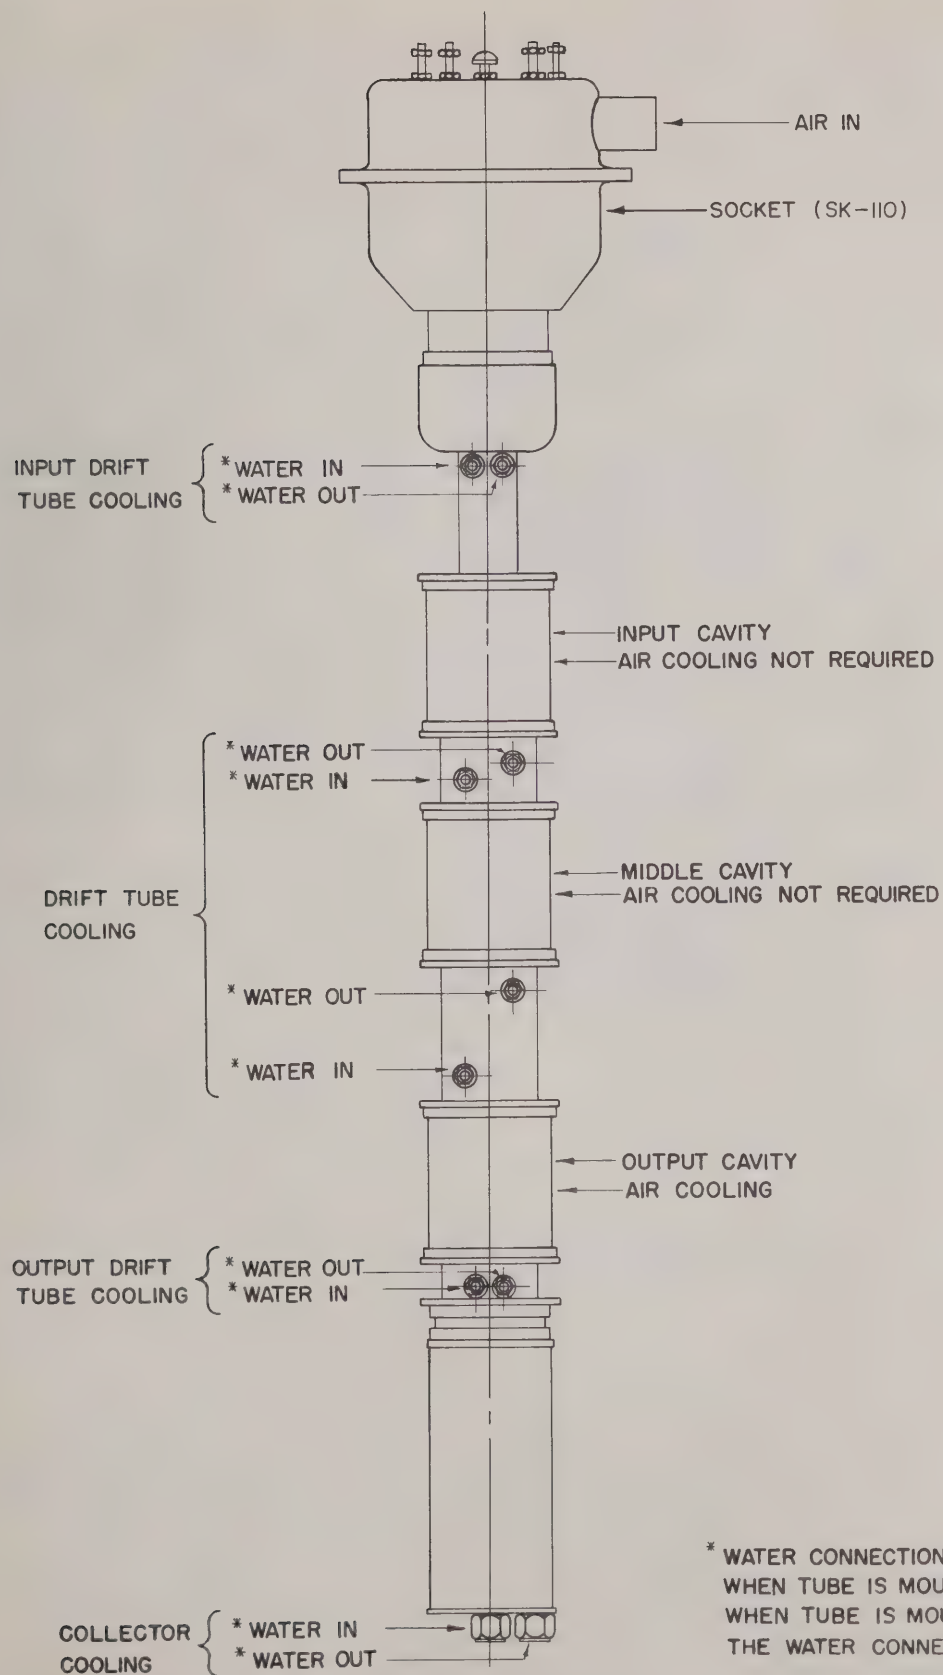 AIR IN
SOCKET (SK-110)
INPUT DRIFT
TUBE COOLING
* WATER IN
* WATER OUT
INPUT CAVITY
AIR COOLING NOT REQUIRED
* WATER OUT
* WATER IN
MIDDLE CAVITY
AIR COOLING NOT REQUIRED
DRIFT TUBE
COOLING
* WATER OUT
* WATER IN
OUTPUT CAVITY
AIR COOLING
OUTPUT DRIFT
TUBE COOLING
* WATER OUT
* WATER IN
* WATER CONNECTION
WHEN TUBE IS
WHEN TUBE IS
THE WATER
COLLECTOR
COOLING
* WATER IN
* WATER OUT